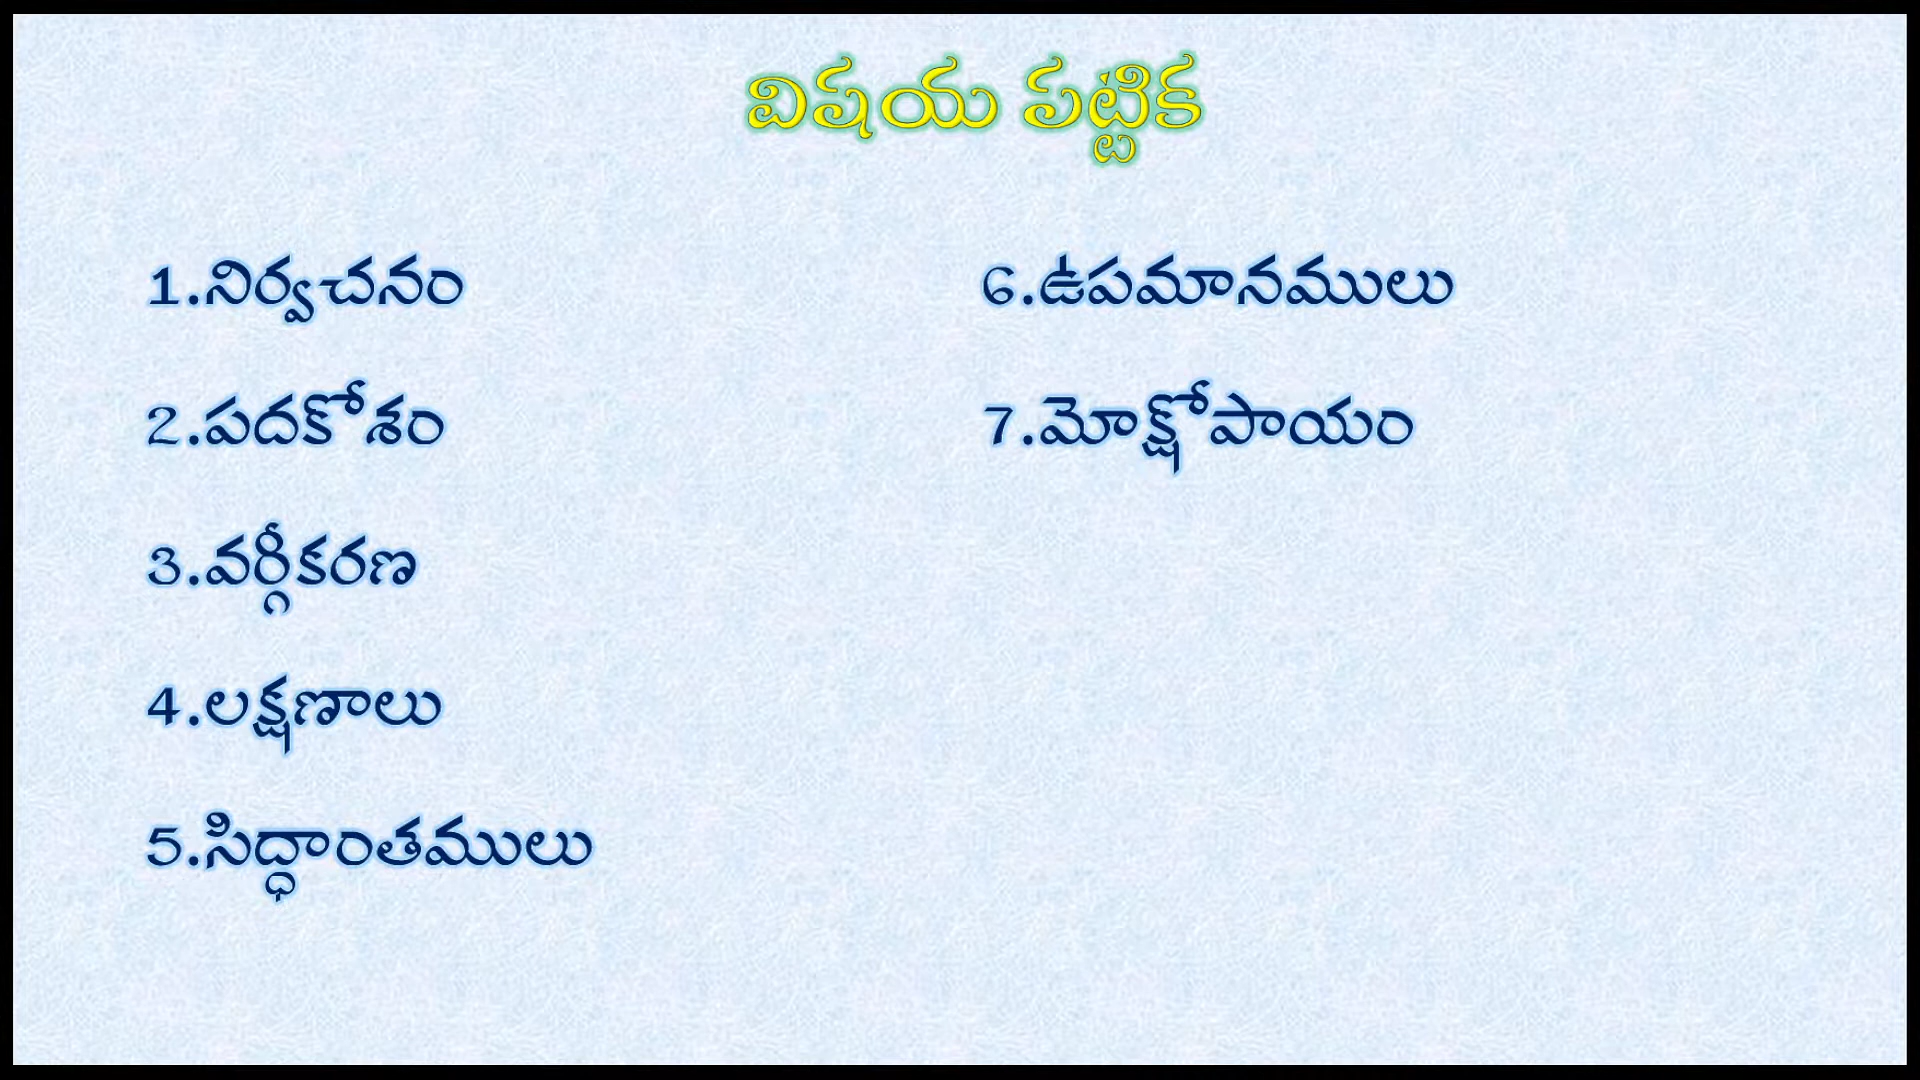 విషయ పట్టిక
1.నిర్వచనం
2.పదకోశం
3.వర్గీకరణ
4.లక్షణాలు
5.సిద్ధాంతములు
6.ఉపమానములు
7.మోక్షోపాయం